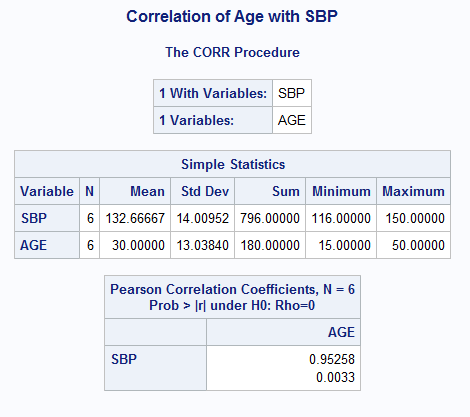 Correlation of Age with SBP
The CORR Procedure
1 With Variables: SBP
1 Variables: AGE
Simple Statistics
Variable N Mean Std Dev Sum Minimum Maximum
SBP 6 132.66667 14.00952 796.00000 116.00000 150.00000
AGE 6 30.00000 13.03840 180.00000 15.00000 50.00000
Pearson Correlation Coefficients, N = 6
Prob > |r| under H0: Rho=0
AGE
SBP 0.95258
0.0033